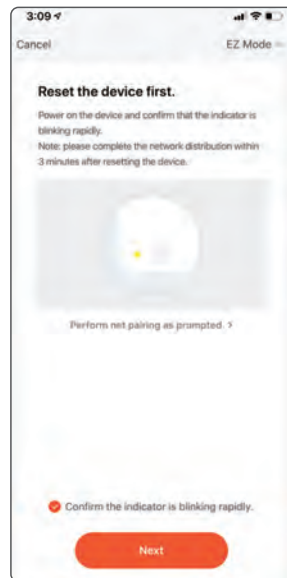 3:09
Cancel
EZ Mode
Reset the device first.
Power on the device and confirm that the indicator is
blinking rapidly.
Note: please complete the network distribution within
3 minutes after resetting the device.
Perform net pairing as prompted. >
Confirm the indicator is blinking rapidly.
Next